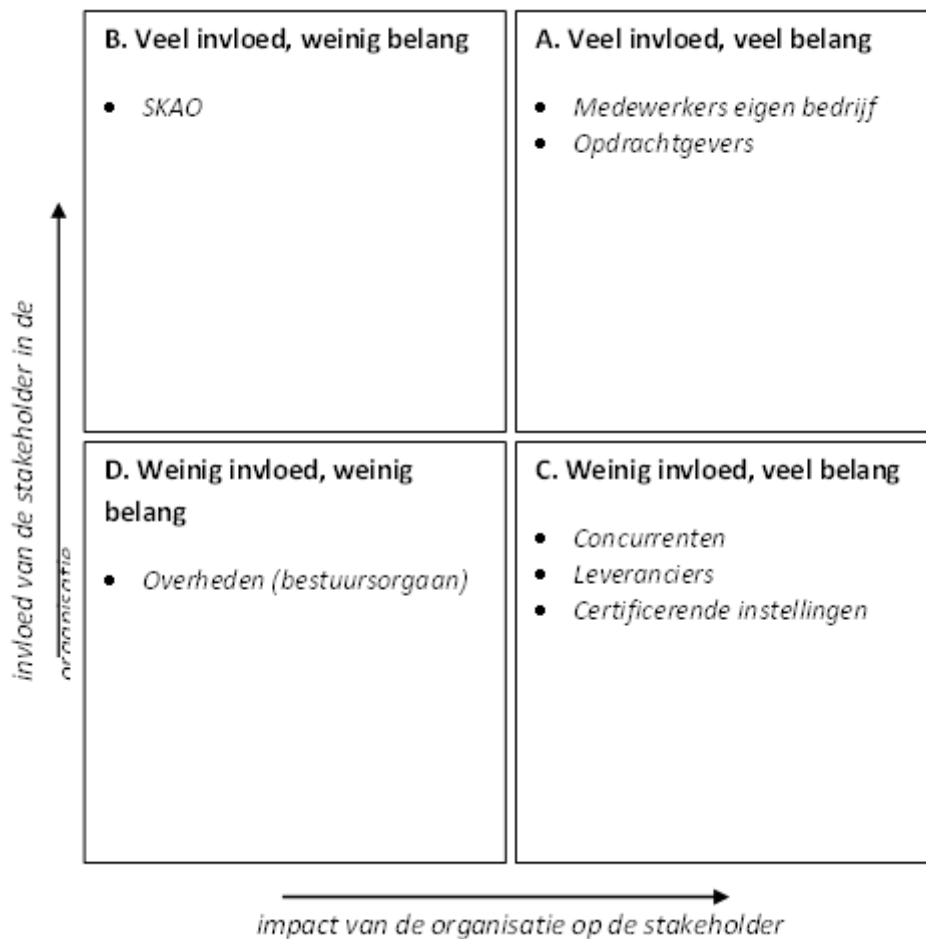 B. Veel invloed, weinig belang
• SKAO
A. Veel invloed, veel belang
• Medewerkers eigen bedrijf
• Opdrachtgevers
D. Weinig invloed, weinig
belang
• Overheden (bestuursorgaan)
C. Weinig invloed, veel belang
• Concurrenten
• Leveranciers
• Certificerende instellingen
invloed van de stakeholder in de
organisatie
impact van de organisatie op de stakeholder